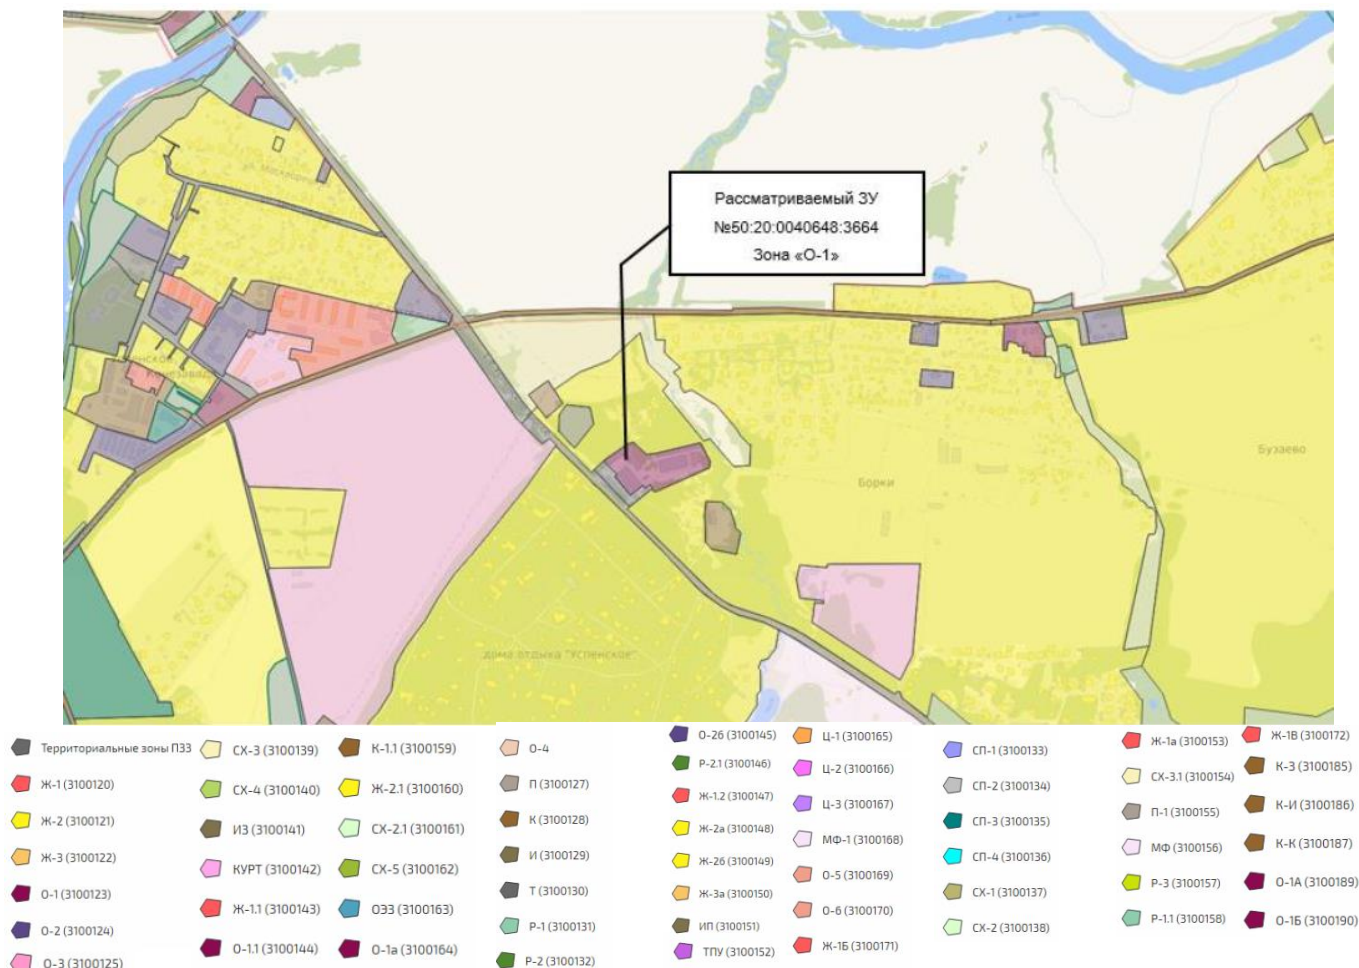 Рассматриваемый ЗУ
№50:20:0040648:3664
Зона «О-1»
Бузаево
Борки
дома отдыха "Успенское"
Территориальные зоны ПЗЗ
Ж-1 (3100120)
Ж-2 (3100121)
Ж-3 (3100122)
О-1 (3100123)
О-2 (3100124)
О-3 (3100125)
СХ-3 (3100139)
СХ-4 (3100140)
ИЗ (3100141)
КУРТ (3100142)
Ж-1.1 (3100143)
О-1.1 (3100144)
К-1.1 (3100159)
Ж-2.1 (3100160)
СХ-2.1 (3100161)
СХ-5 (3100162)
ОЭЗ (3100163)
О-1а (3100164)
О-4
П (3100127)
К (3100128)
И (3100129)
Т (3100130)
Р-1 (3100131)
Р-2 (3100132)
О-2б (3100145)
Р-2.1 (3100146)
Ж-1.2 (3100147)
Ж-2а (3100148)
Ж-2б (3100149)
Ж-3а (3100150)
ИП (3100151)
ТПУ (3100152)
Ц-1 (3100165)
Ц-2 (3100166)
Ц-3 (3100167)
МФ-1 (3100168)
О-5 (3100169)
О-6 (3100170)
Ж-1Б (3100171)
СП-1 (3100133)
СП-2 (3100134)
СП-3 (3100135)
СП-4 (3100136)
СХ-1 (3100137)
СХ-2 (3100138)
Ж-1а (3100153)
СХ-3.1 (3100154)
П-1 (3100155)
МФ (3100156)
Р-3 (3100157)
Р-1.1 (3100158)
Ж-1В (3100172)
К-3 (3100185)
К-И (3100186)
К-К (3100187)
О-1А (3100189)
О-1Б (3100190)